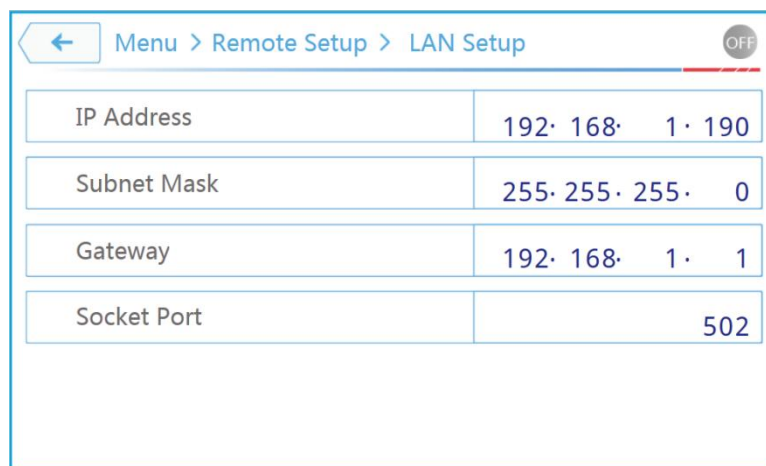 ← Menu > Remote Setup > LAN Setup OFF
IP Address 192. 168. 1. 190
Subnet Mask 255. 255. 255. 0
Gateway 192. 168. 1. 1
Socket Port 502